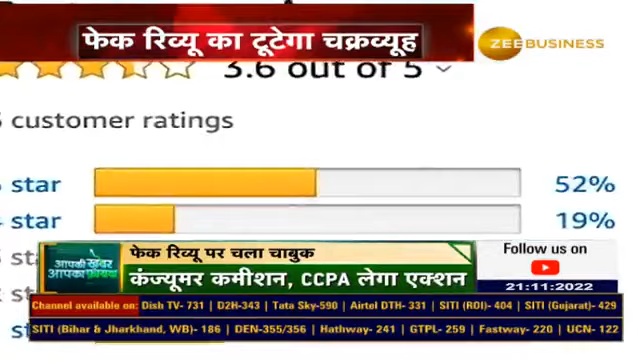 फेक रिव्यू का टूटेगा चक्रव्यूह
ZEEBUSINESS
3.6 out of 5
customer ratings
star 52%
star 19%
आपकी खबर
आपका फायदा
फेक रिव्यू पर चला चाबुक
कंज्यूमर कमीशन, CCPA लेगा एक्शन
Follow us on
21:11:2022
Channel available on: Dish TV- 731 | D2H-343 | Tata Sky-590 | Airtel DTH- 331 | SITI (ROI)- 404 | SITI (Gujarat)- 429
SITI (Bihar & Jharkhand, WB)- 186 | DEN-355/356 | Hathway- 241 | GTPL- 259 | Fastway- 220 | UCN- 122